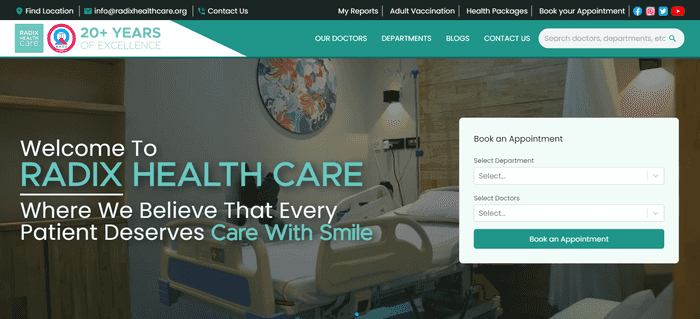 Find Location | info@radixhealthcare.org | Contact Us
My Reports | Adult Vaccination | Health Packages | Book your Appointment |
RADIX
HEALTH
care
20+ YEARS
OF EXCELLENCE
OUR DOCTORS DEPARTMENTS BLOGS CONTACT US
Search doctors, departments, etc
Welcome To
RADIX HEALTH CARE
Where We Believe That Every
Patient Deserves Care With Smile
Book an Appointment
Select Department
Select...
Select Doctors
Select...
Book an Appointment